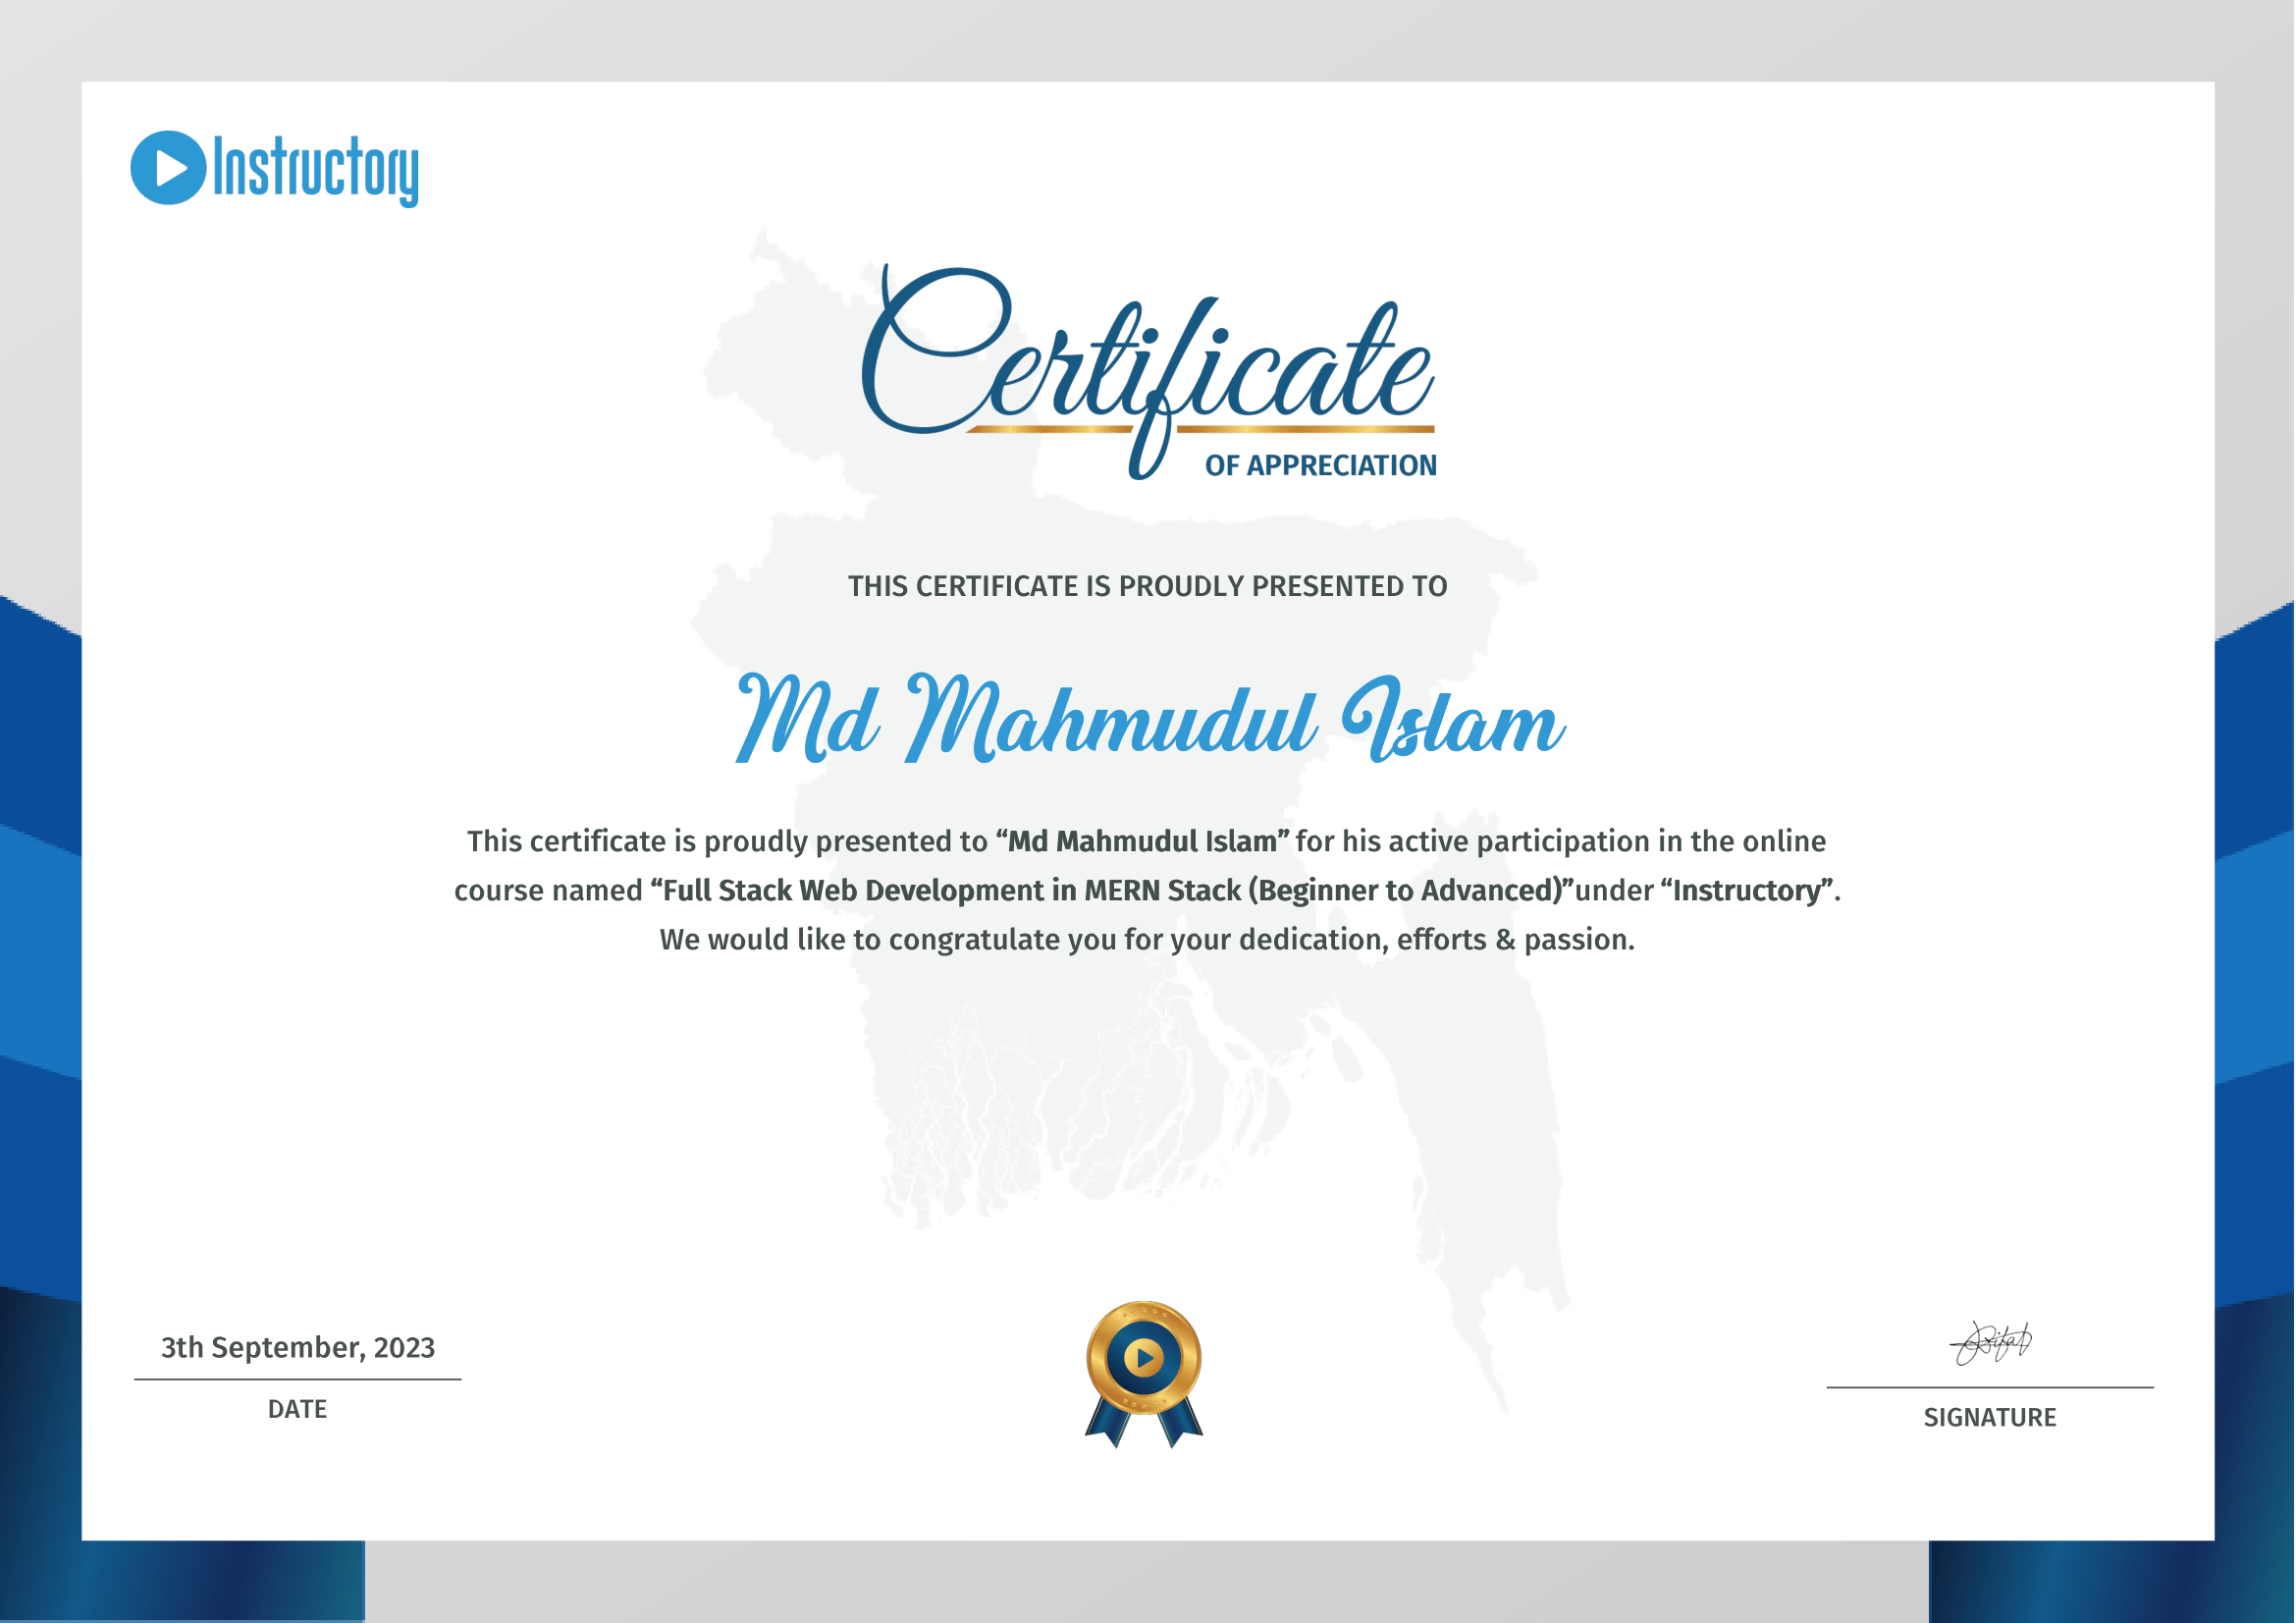 Instructory
Certificate
OF APPRECIATION
THIS CERTIFICATE IS PROUDLY PRESENTED TO
Md Mahmudul Islam
This certificate is proudly presented to “Md Mahmudul Islam” for his active participation in the online
course named “Full Stack Web Development in MERN Stack (Beginner to Advanced)”under “Instructory”.
We would like to congratulate you for your dedication, efforts & passion.
3th September, 2023
DATE
SIGNATURE